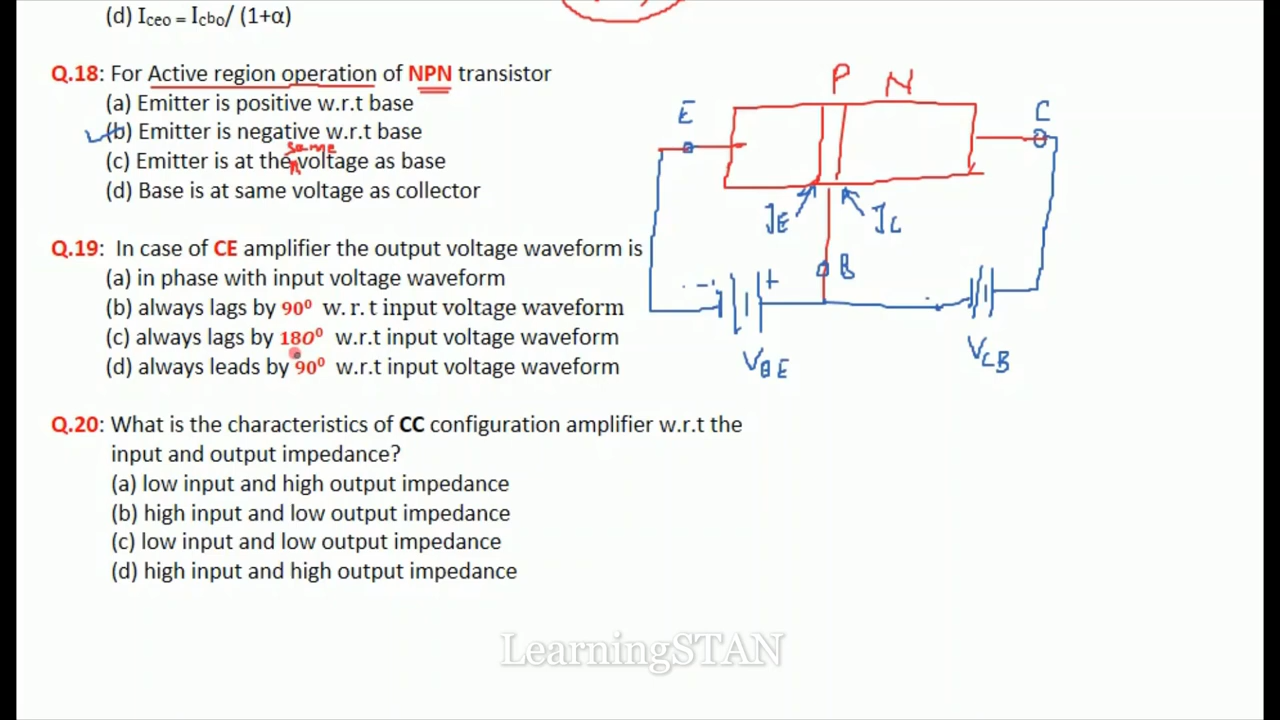 (d) Iceo = Icbo/ (1+α)
Q.18: For Active region operation of NPN transistor
(a) Emitter is positive w.r.t base
(b) Emitter is negative w.r.t base
same
(c) Emitter is at the voltage as base
(d) Base is at same voltage as collector
P N
E
C
JE
JC
B
- +
VBE
VCB
Q.19: In case of CE amplifier the output voltage waveform is
(a) in phase with input voltage waveform
(b) always lags by 90⁰ w. r. t input voltage waveform
(c) always lags by 180⁰ w.r.t input voltage waveform
(d) always leads by 90⁰ w.r.t input voltage waveform
Q.20: What is the characteristics of CC configuration amplifier w.r.t the
input and output impedance?
(a) low input and high output impedance
(b) high input and low output impedance
(c) low input and low output impedance
(d) high input and high output impedance
LearningSTAN